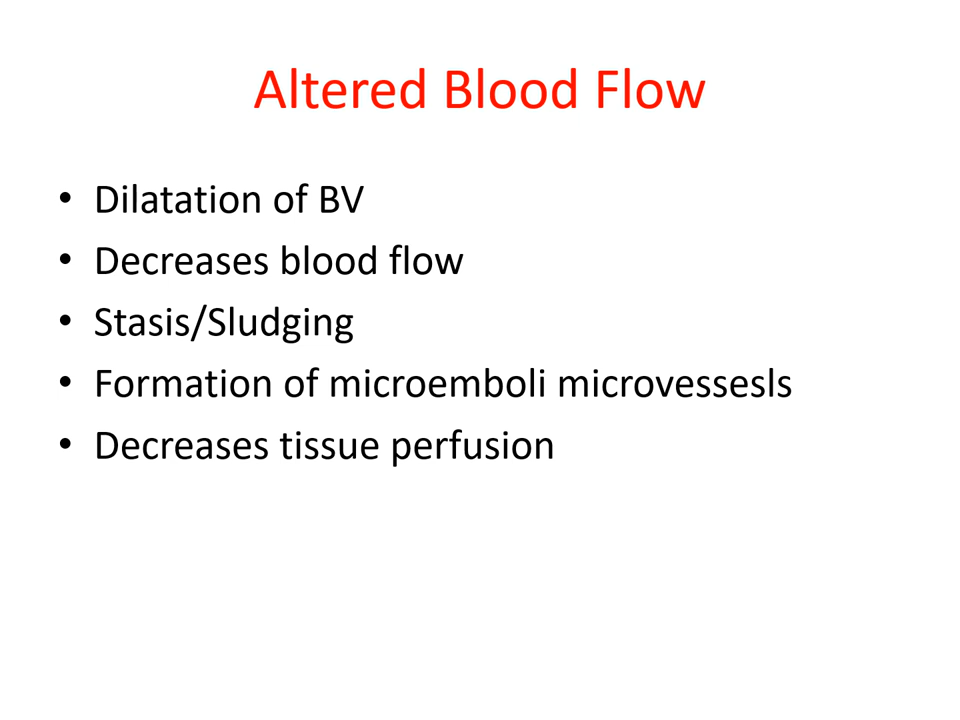 Altered Blood Flow
• Dilatation of BV
• Decreases blood flow
• Stasis/Sludging
• Formation of microemboli microvessesls
• Decreases tissue perfusion